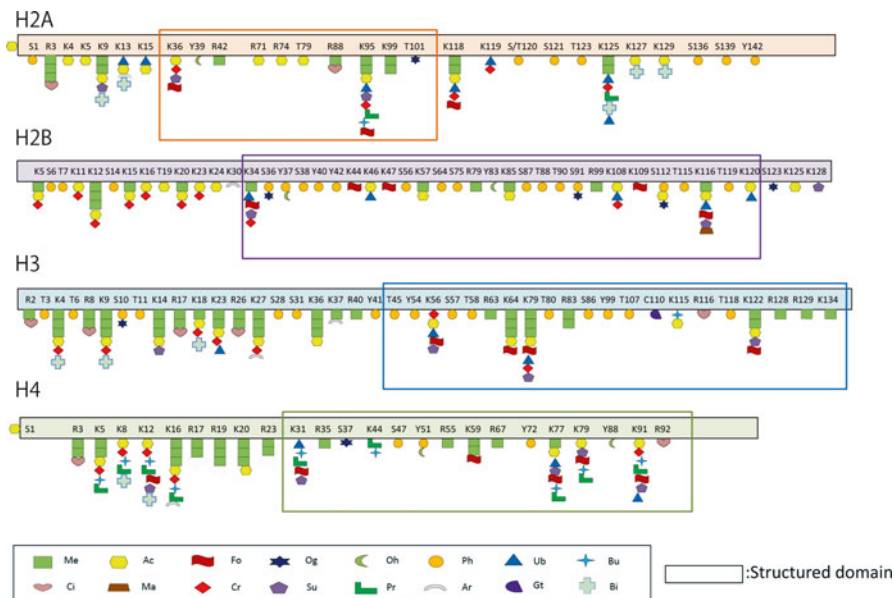 H2A
S1 R3 K4 K5 K9 K13 K15 K36 Y39 R42 R71 R74 T79 R88 K95 K99 T101 K118 K119 S/T120 S121 T123 K125 K127 K129 S136 S139 Y142
H2B
K5 S6 T7 K11 K12 S14 K15 K16 T19 K20 K23 K24 K30 K34 S36 Y37 S38 Y40 Y42 K44 K46 K47 S56 K57 S64 S75 R79 Y83 K85 S87 T88 T90 S91 R99 K108 K109 S112 T115 K116 T119 K120 S123 K125 K128
H3
R2 T3 K4 T6 R8 K9 S10 T11 K14 R17 K18 K23 R26 K27 S28 S31 K36 K37 R40 Y41 T45 Y54 K56 S57 T58 R63 K64 K79 T80 R83 S86 Y99 T107 C110 K115 R116 T118 K122 R128 R129 K134
H4
S1 R3 K5 K8 K12 K16 R17 R19 K20 R23 K31 R35 S37 K44 S47 Y51 R55 K59 R67 Y72 K77 K79 Y88 K91 R92
Me Ac Fo Og Oh Ph Ub Bu
Ci Ma Cr Su Pr Ar Gt Bi
:Structured domain